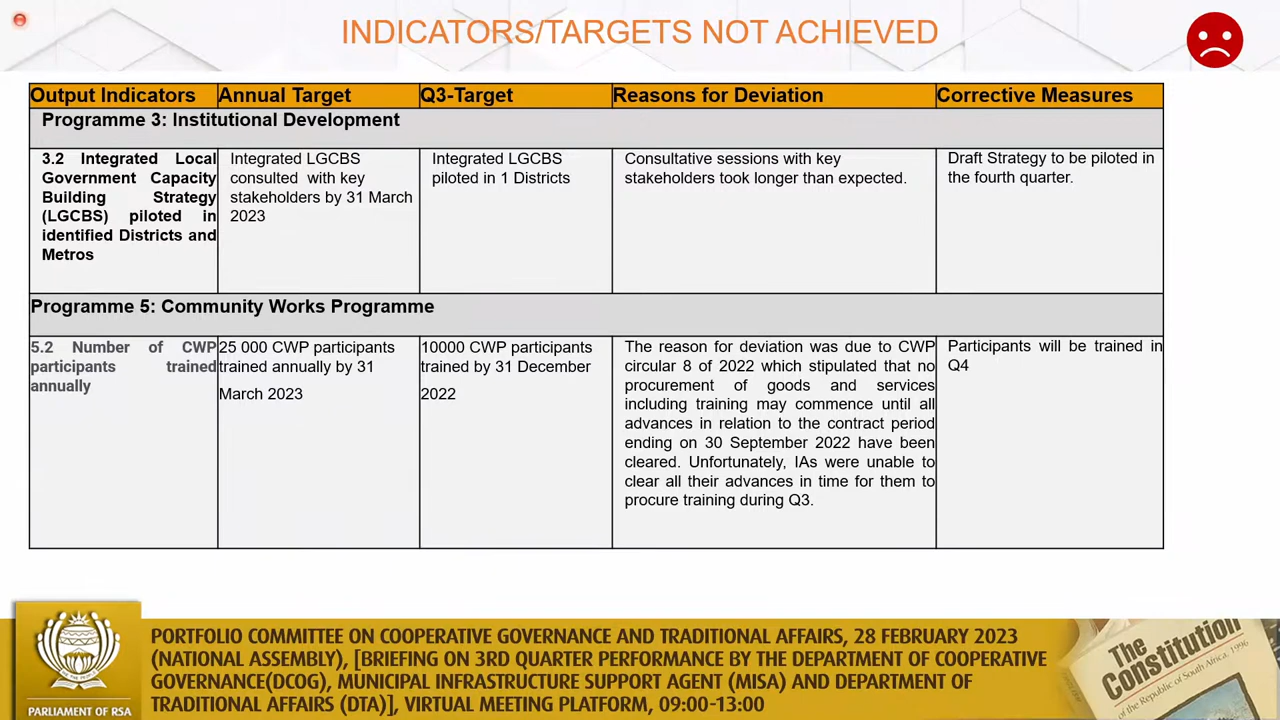 INDICATORS/TARGETS NOT ACHIEVED
Output Indicators
Annual Target
Q3-Target
Reasons for Deviation
Corrective Measures
Programme 3: Institutional Development
3.2 Integrated Local
Government Capacity
Building Strategy
(LGCBS) piloted in
identified Districts and
Metros
Integrated LGCBS
consulted with key
stakeholders by 31 March
2023
Integrated LGCBS
piloted in 1 Districts
Consultative sessions with key
stakeholders took longer than expected.
Draft Strategy to be piloted in
the fourth quarter.
Programme 5: Community Works Programme
5.2 Number of CWP
participants trained
annually
25 000 CWP participants
trained annually by 31
March 2023
10000 CWP participants
trained by 31 December
2022
The reason for deviation was due to CWP
circular 8 of 2022 which stipulated that no
procurement of goods and services
including training may commence until all
advances in relation to the contract period
ending on 30 September 2022 have been
cleared. Unfortunately, IAs were unable to
clear all their advances in time for them to
procure training during Q3.
Participants will be trained in
Q4
PARLIAMENT OF RSA
PORTFOLIO COMMITTEE ON COOPERATIVE GOVERNANCE AND TRADITIONAL AFFAIRS, 28 FEBRUARY 2023
(NATIONAL ASSEMBLY), [BRIEFING ON 3RD QUARTER PERFORMANCE BY THE DEPARTMENT OF COOPERATIVE
GOVERNANCE(DCOG), MUNICIPAL INFRASTRUCTURE SUPPORT AGENT (MISA) AND DEPARTMENT OF
TRADITIONAL AFFAIRS (DTA)], VIRTUAL MEETING PLATFORM, 09:00-13:00
The
Constitution
of the Republic of South Africa, 1996